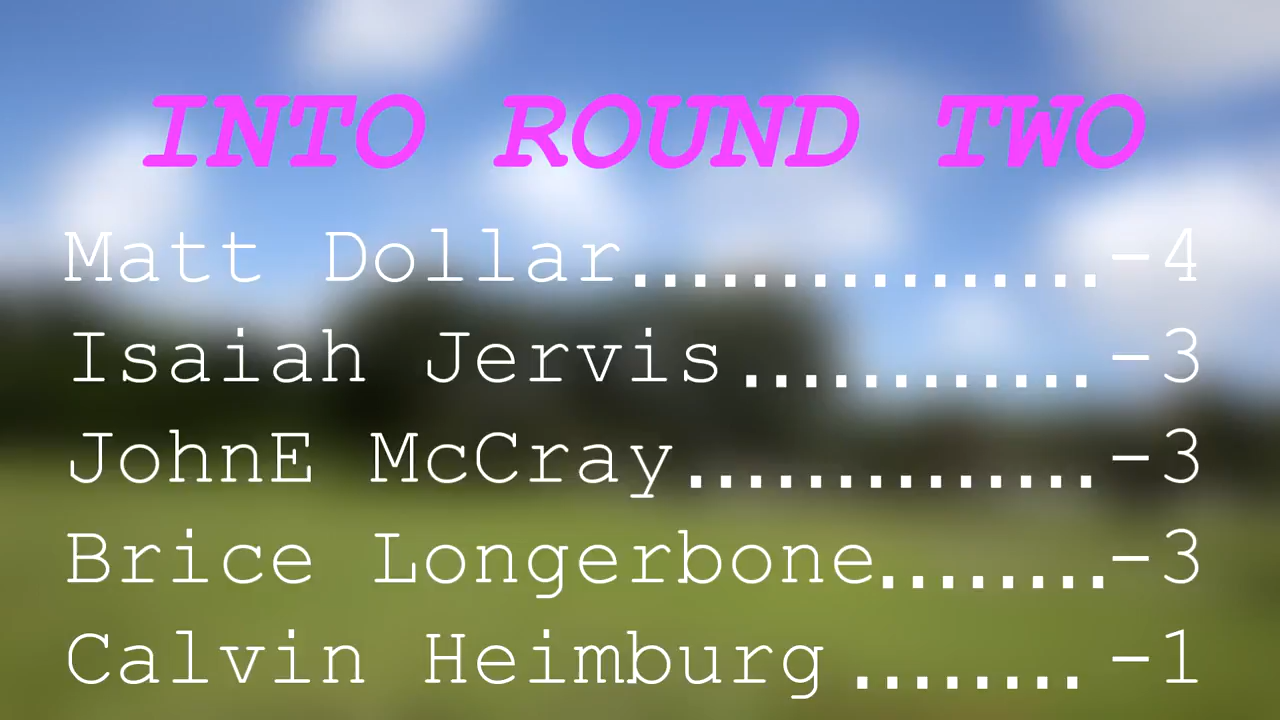 INTO ROUND TWO
Matt Dollar................-4
Isaiah Jervis............-3
JohnE McCray..............-3
Brice Longerbone........-3
Calvin Heimburg........-1